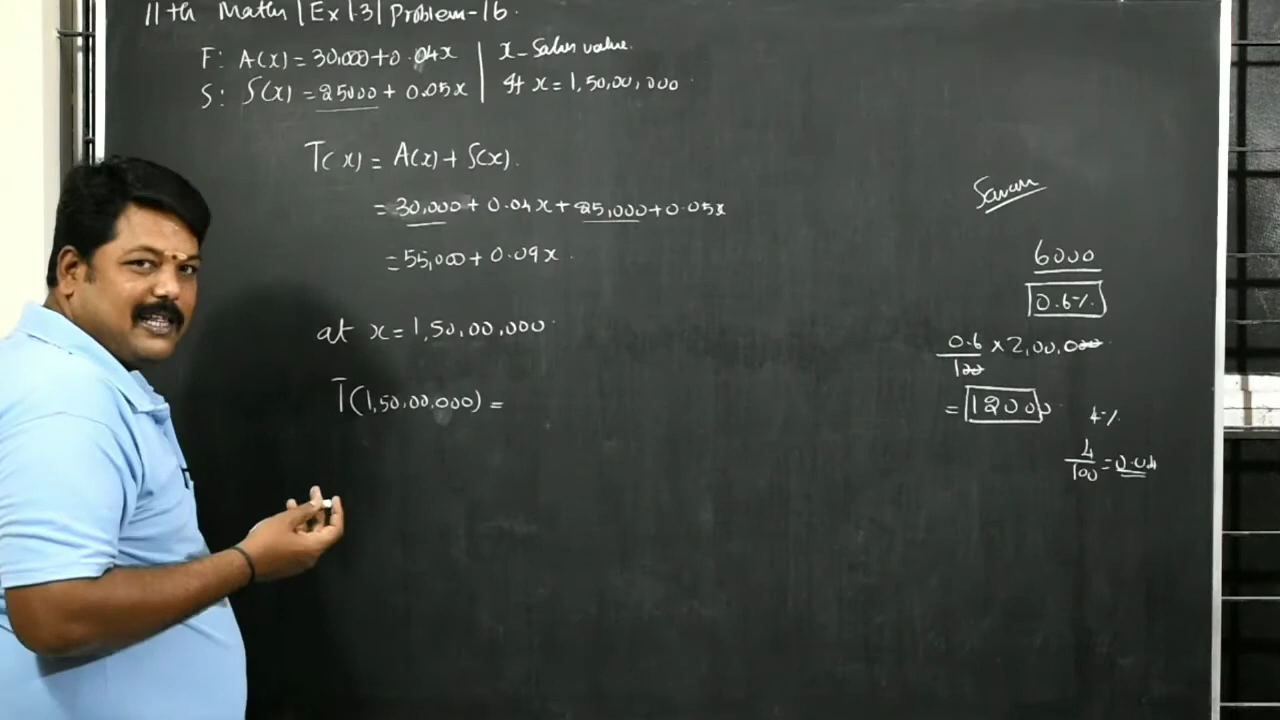 11th Maths | Ex 1.3 | Problem-16.
F: A(x) = 30,000+0.04x | x - Sales value.
S: S(x) = 25000 + 0.05x | If x = 1,50,00,000.
T(x) = A(x) + S(x).
= 30,000 + 0.04x + 25,000 + 0.05x
= 55,000 + 0.09x.
at x = 1,50,00,000.
T(1,50,00,000) =
6000
0.6%
0.6/100 × 2,00,000
= 12000
4%
4/100 = 0.04